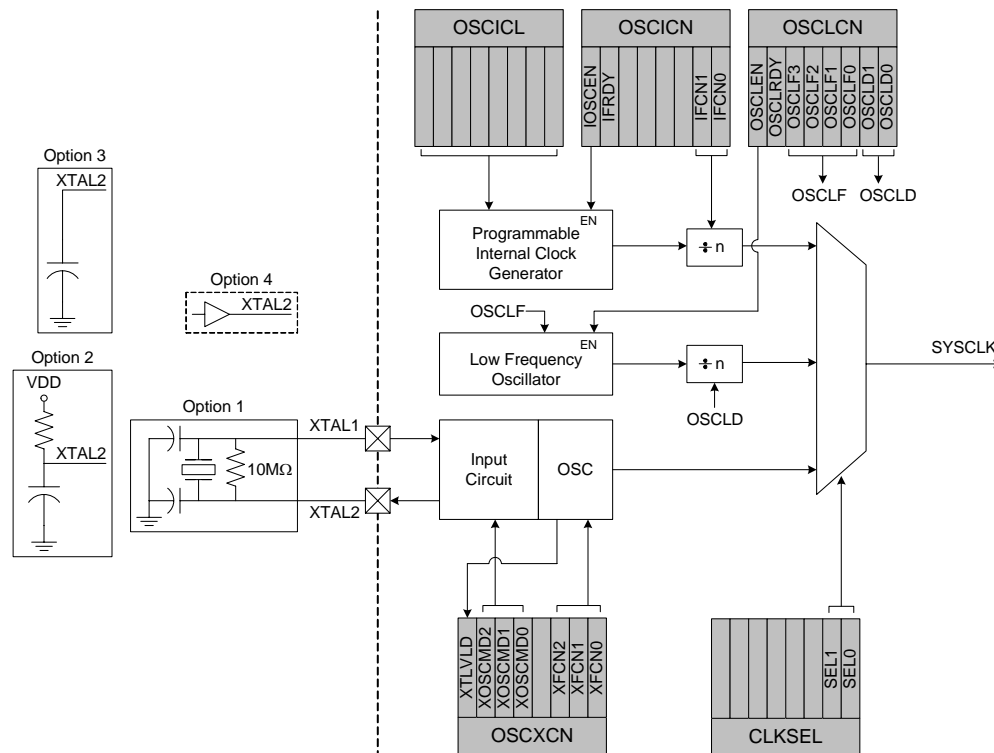 OSCICL
OSCICN
OSCLCN
IOSCEN
IFRDY
IFCN1
IFCN0
OSCLEN
OSCLRDY
OSCLF3
OSCLF2
OSCLF1
OSCLF0
OSCLD1
OSCLD0
OSCLF
OSCLD
Option 3
XTAL2
Option 4
XTAL2
EN
Programmable
Internal Clock
Generator
÷ n
OSCLF
EN
Low Frequency
Oscillator
÷ n
OSCLD
SYSCLK
Option 2
VDD
XTAL2
Option 1
10MΩ
XTAL1
XTAL2
Input
Circuit
OSC
XTLVLD
XOSCMD2
XOSCMD1
XOSCMD0
XFCN2
XFCN1
XFCN0
OSCXCN
SEL1
SEL0
CLKSEL